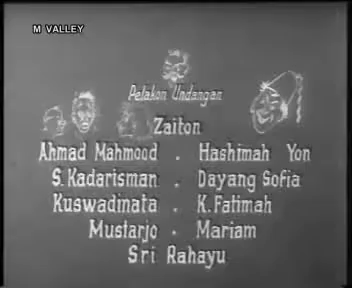 M VALLEY
Pelakon Undangan
Zaiton
Ahmad Mahmood . Hashimah Yon
S. Kadarisman . Dayang Sofia
Kuswadinata . K. Fatimah
Mustarjo . Mariam
Sri Rahayu